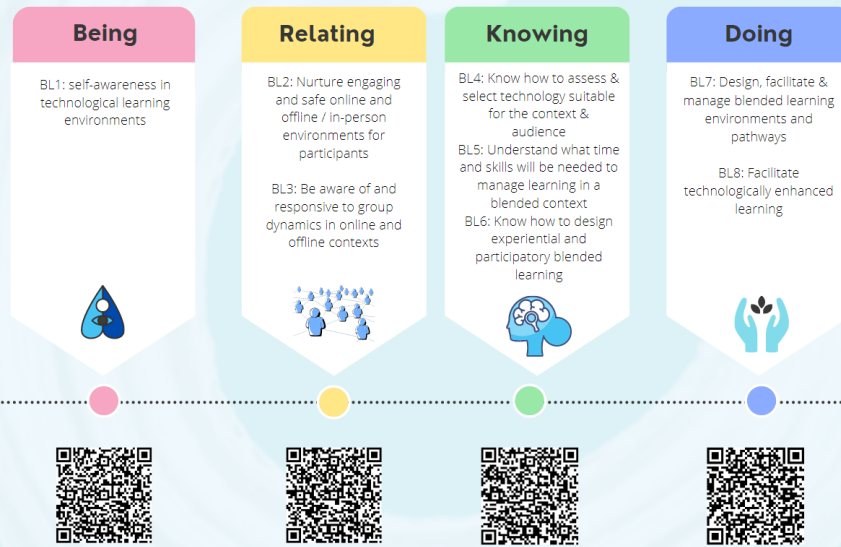 Being
BL1: self-awareness in
technological learning
environments
Relating
BL2: Nurture engaging
and safe online and
offline / in-person
environments for
participants
BL3: Be aware of and
responsive to group
dynamics in online and
offline contexts
Knowing
BL4: Know how to assess &
select technology suitable
for the context &
audience
BL5: Understand what time
and skills will be needed to
manage learning in a
blended context
BL6: Know how to design
experiential and
participatory blended
learning
Doing
BL7: Design, facilitate &
manage blended learning
environments and
pathways
BL8: Facilitate
technologically enhanced
learning